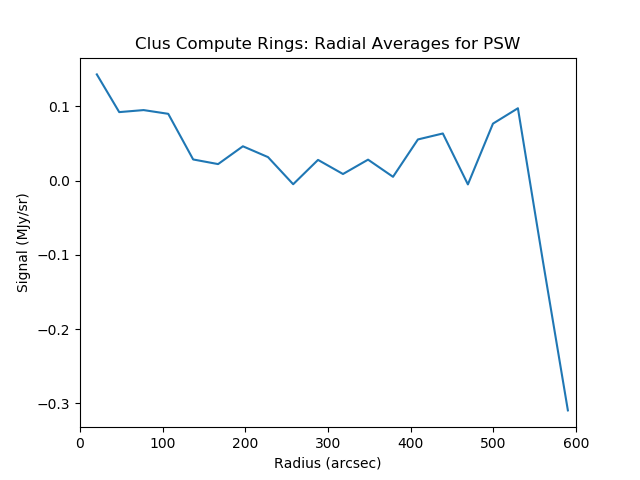 Clus Compute Rings: Radial Averages for PSW
Signal (MJy/sr)
0.1
0.0
−0.1
−0.2
−0.3
0 100 200 300 400 500 600
Radius (arcsec)